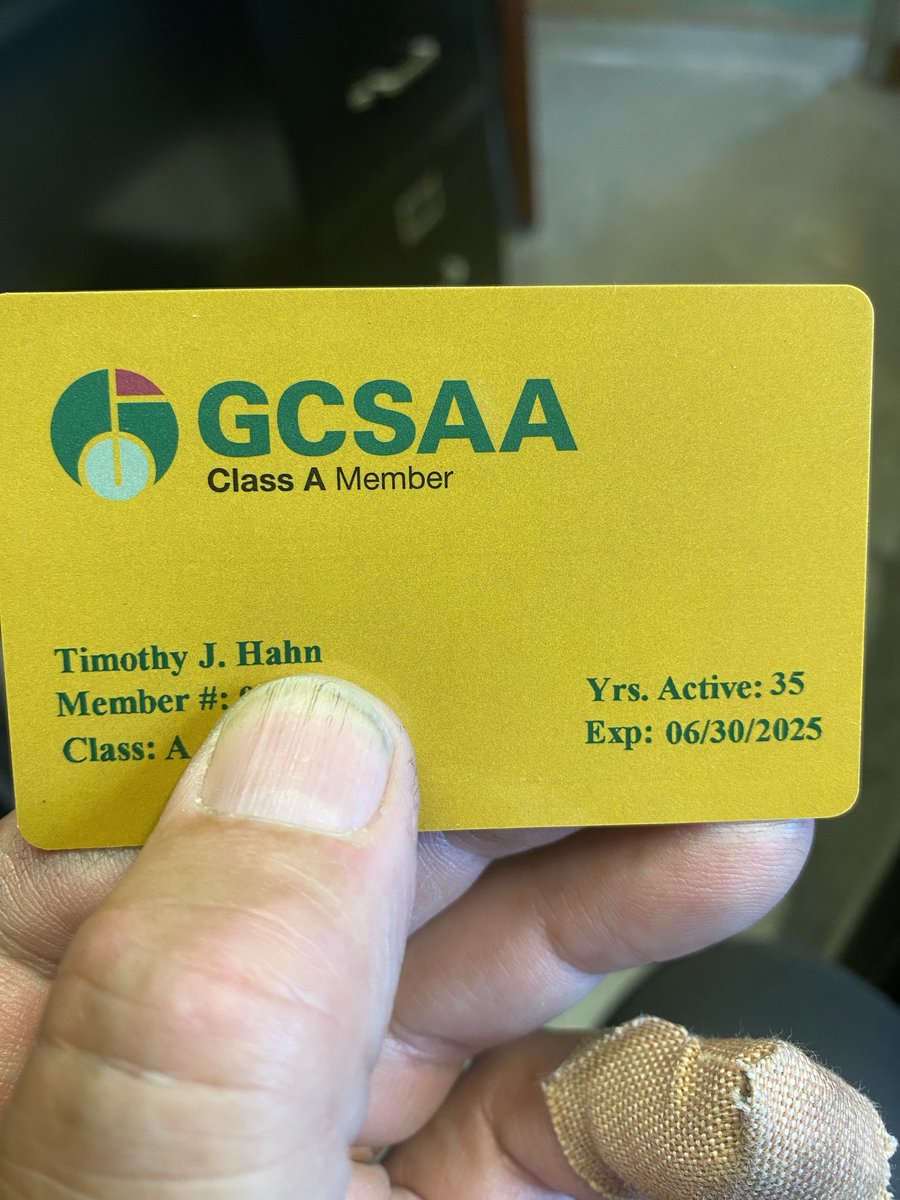 GCSAA
Class A Member
Timothy J. Hahn
Member #:
Class: A
Yrs. Active: 35
Exp: 06/30/2025